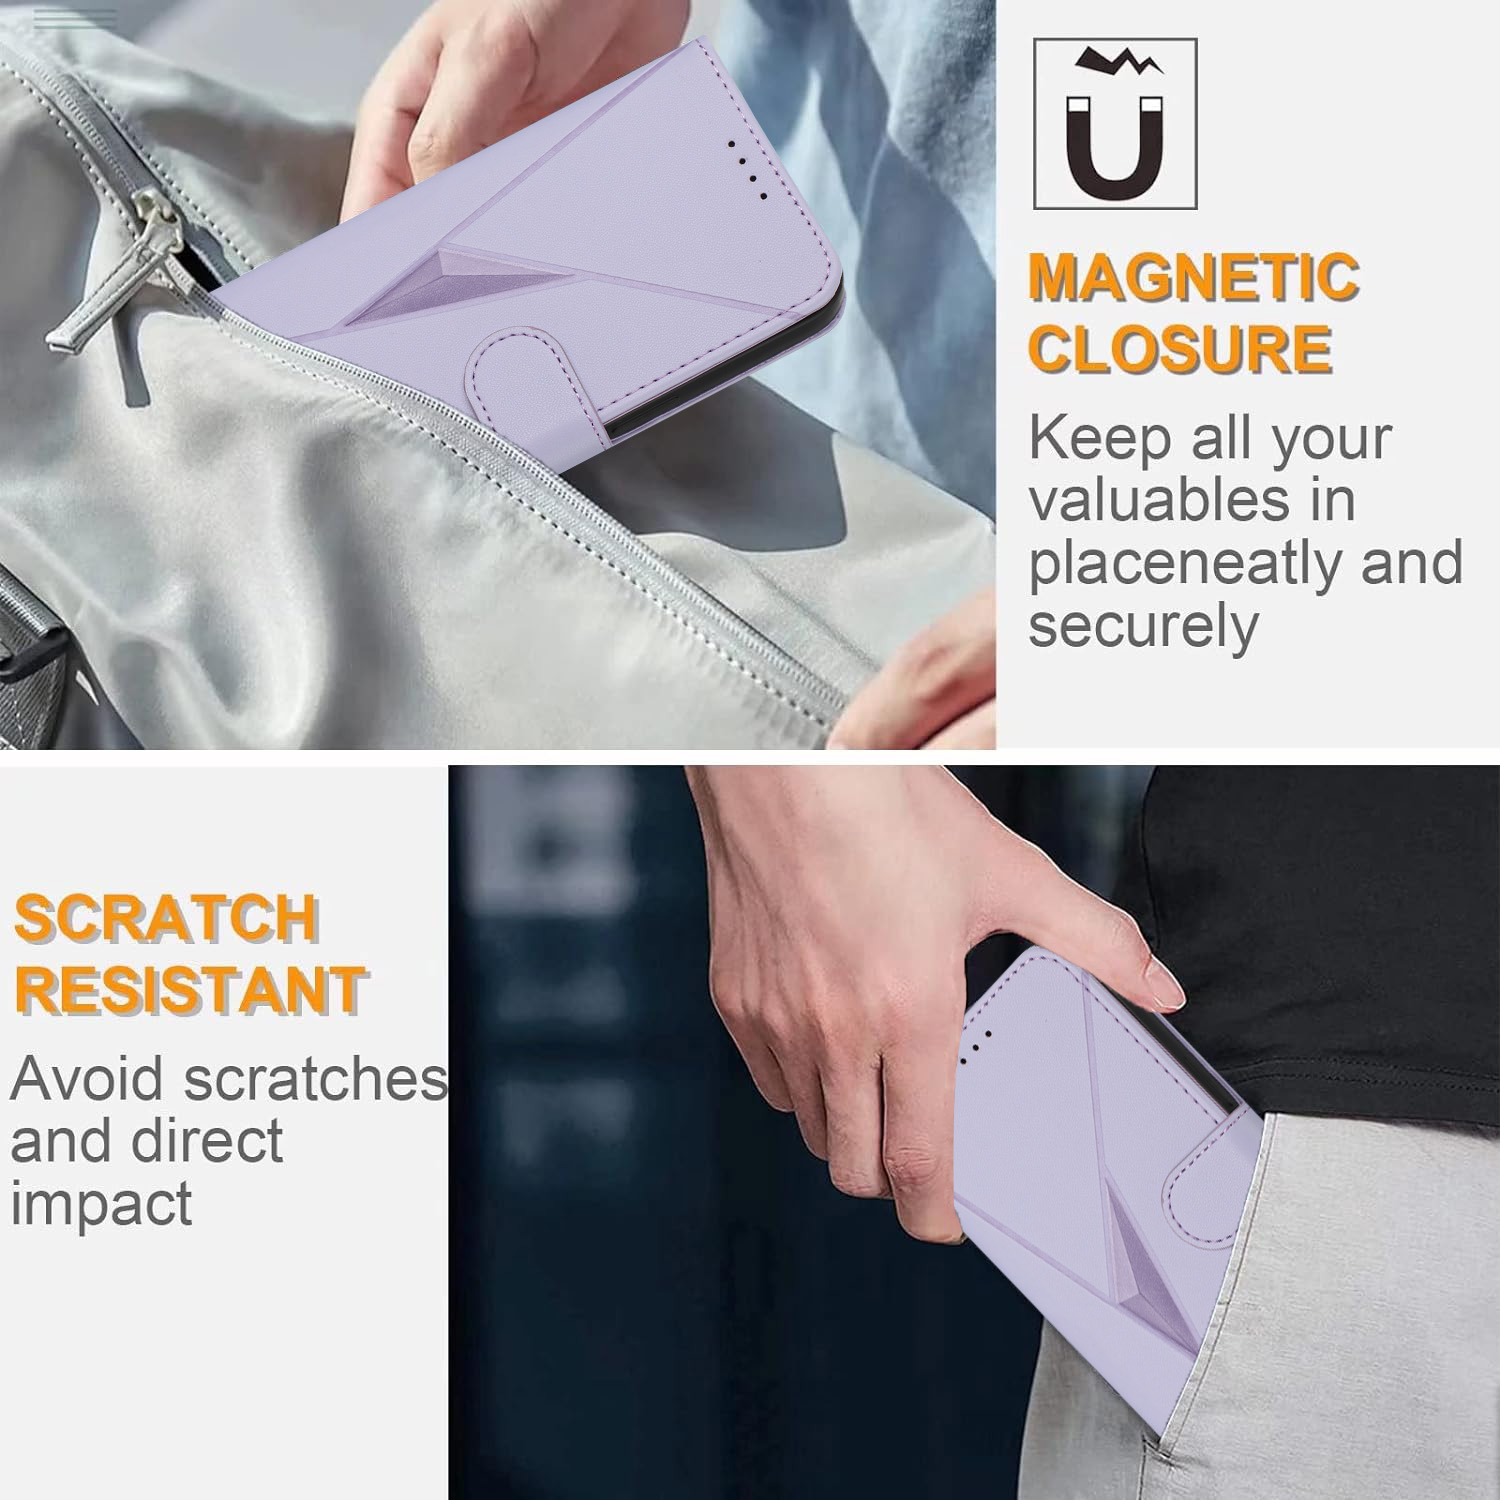 MAGNETIC
CLOSURE
Keep all your
valuables in
placeneatly and
securely
SCRATCH
RESISTANT
Avoid scratches
and direct
impact